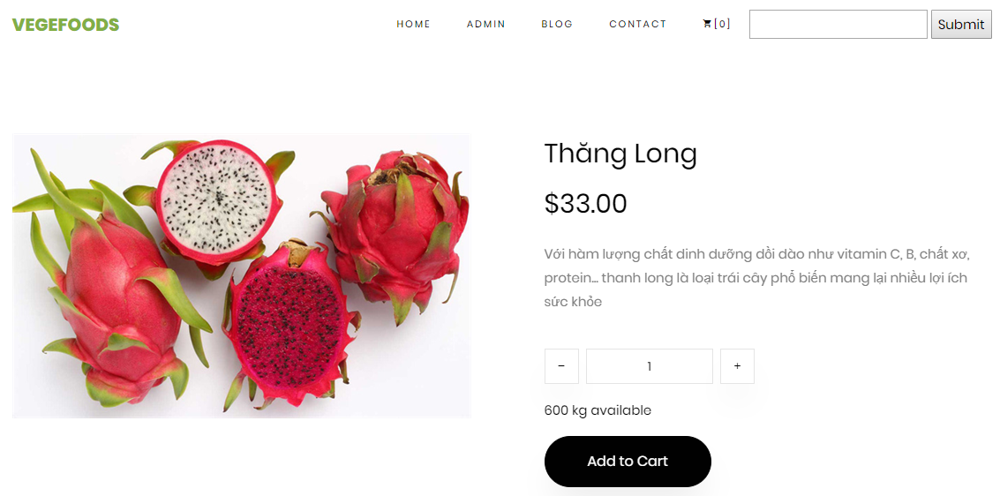 VEGEFOODS
HOME ADMIN BLOG CONTACT [0] Submit
Thăng Long
$33.00
Với hàm lượng chất dinh dưỡng dồi dào như vitamin C, B, chất xơ,
protein... thanh long là loại trái cây phổ biến mang lại nhiều lợi ích
sức khỏe
- 1 +
600 kg available
Add to Cart